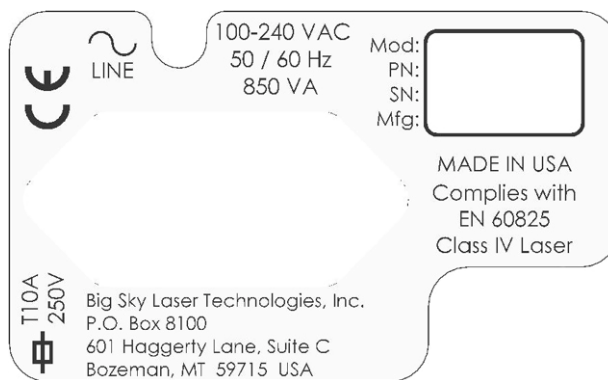 CE
LINE
100-240 VAC
50 / 60 Hz
850 VA
Mod:
PN:
SN:
Mfg:
MADE IN USA
Complies with
EN 60825
Class IV Laser
T10A
250V
Big Sky Laser Technologies, Inc.
P.O. Box 8100
601 Haggerty Lane, Suite C
Bozeman, MT  59715  USA